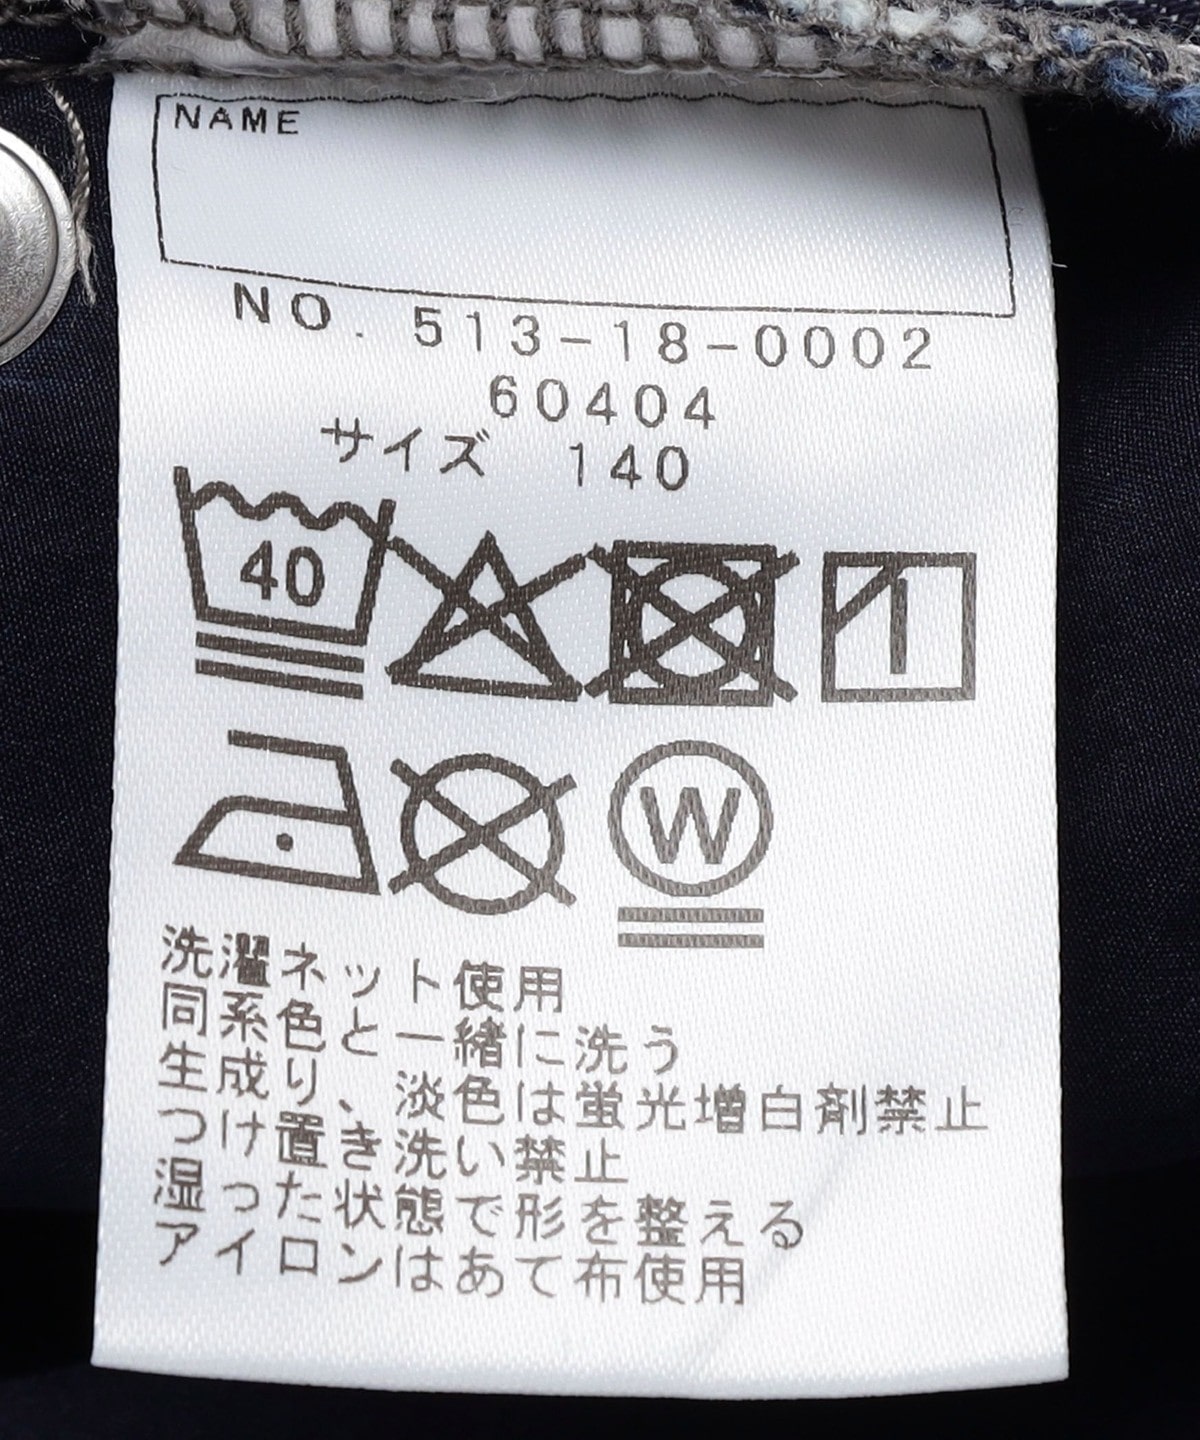 NAME
NO. 513-18-0002
60404
サイズ 140
40
W
洗濯ネット使用
同系色と一緒に洗う
生成り、淡色は蛍光増白剤禁止
つけ置き洗い禁止
湿った状態で形を整える
アイロンはあて布使用